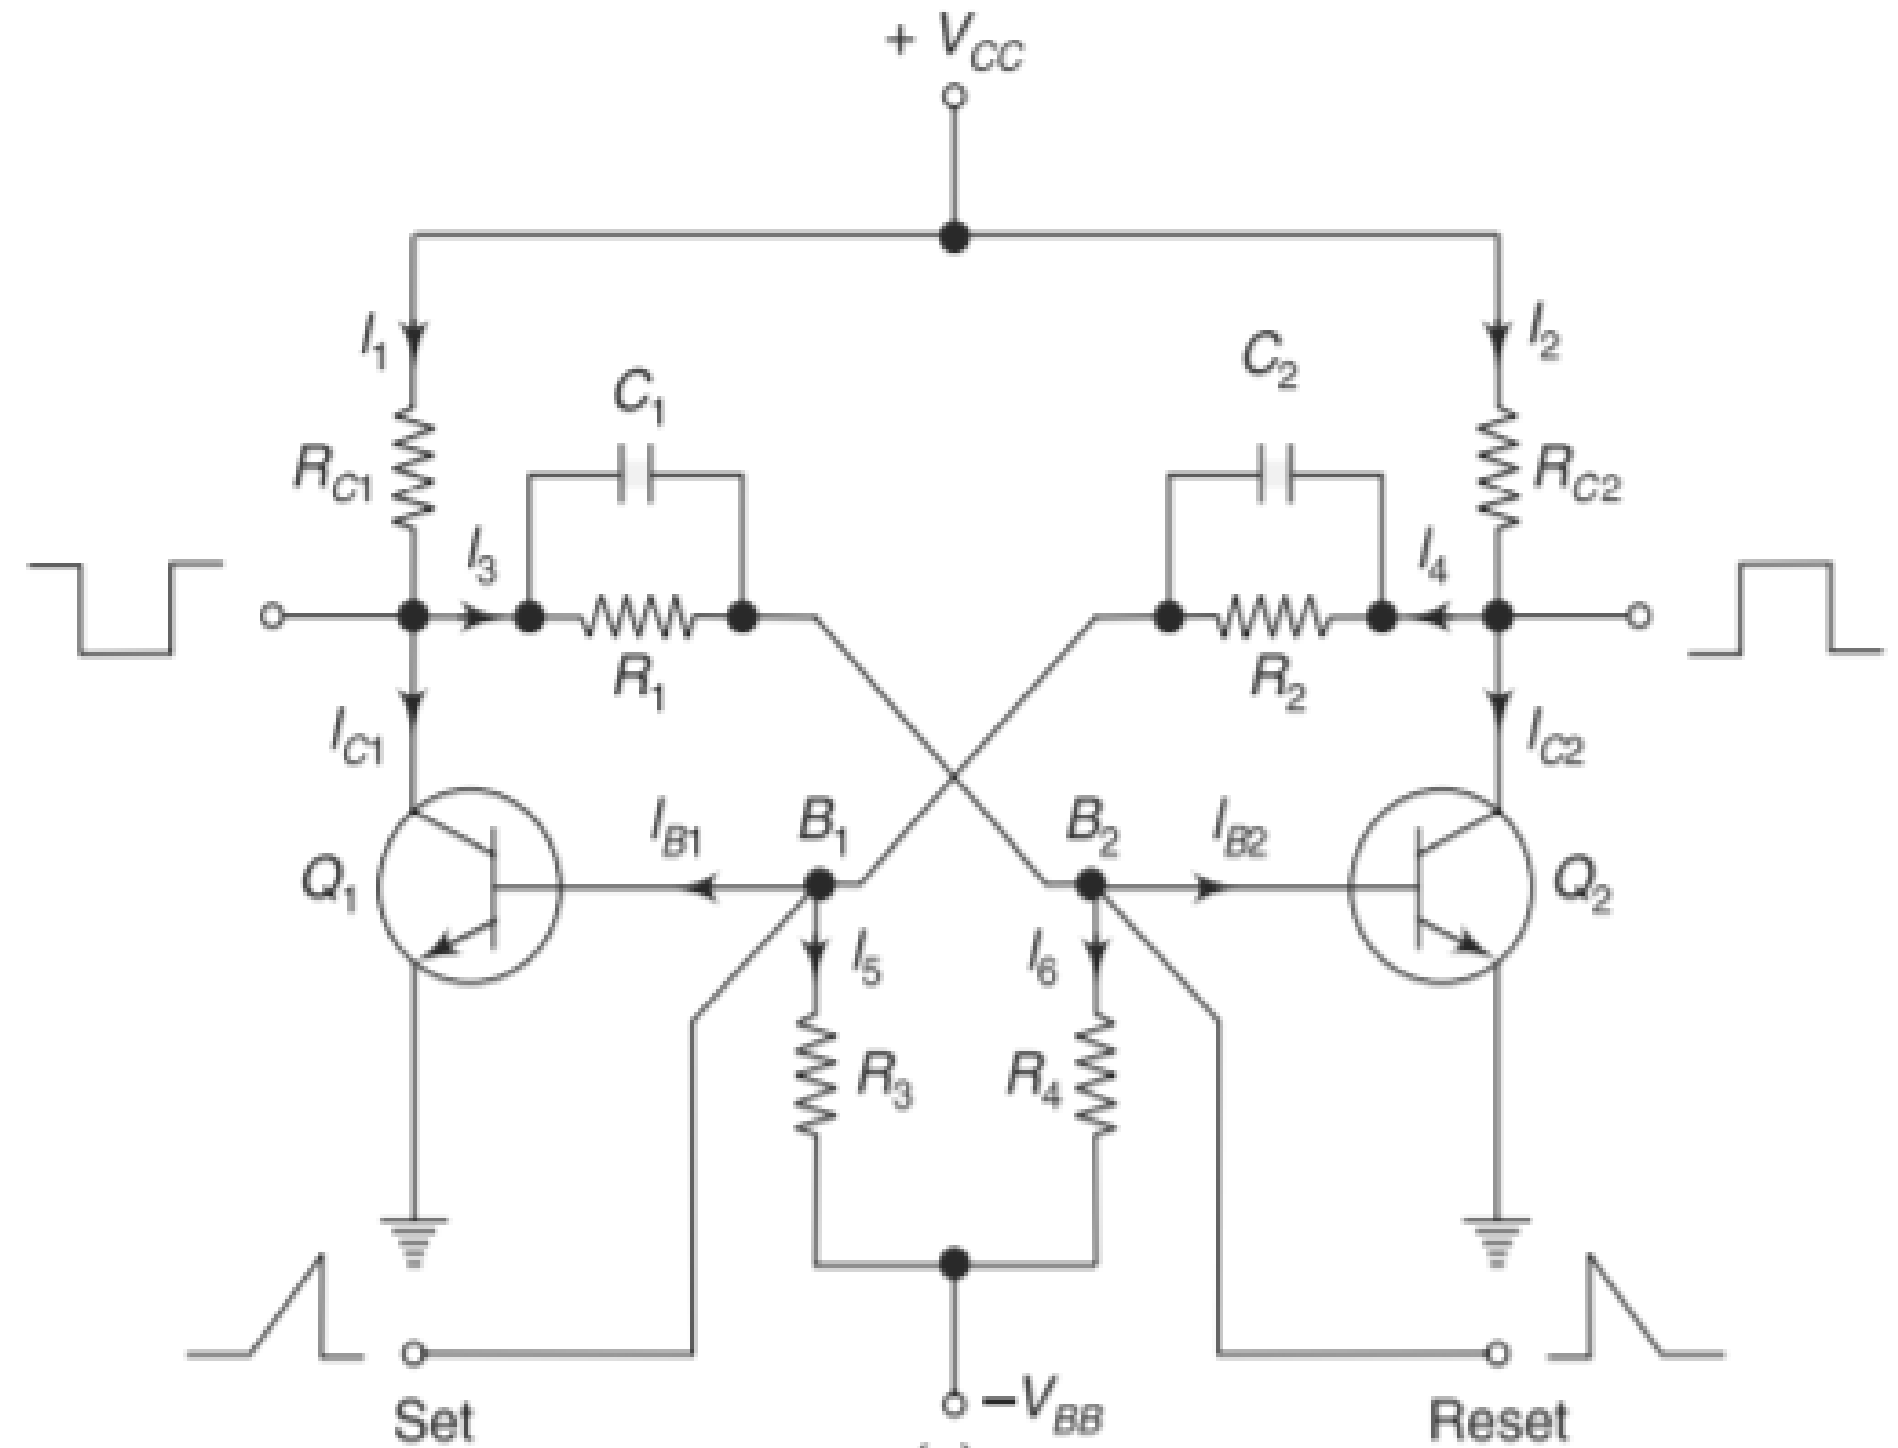 + V_CC
I_1
I_2
C_1
C_2
R_C1
R_C2
I_3
I_4
R_1
R_2
I_C1
I_C2
I_B1
B_1
B_2
I_B2
Q_1
Q_2
I_5
I_6
R_3
R_4
Set
−V_BB
Reset